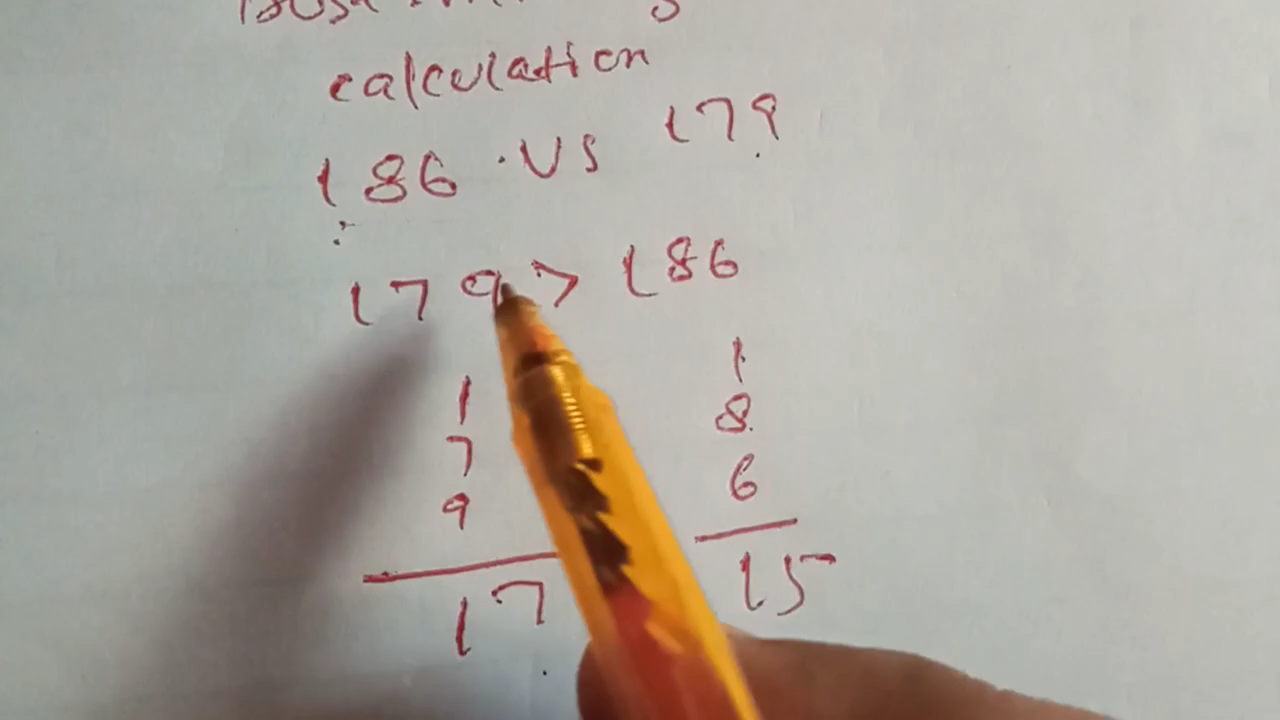 calculation
186 . VS 179
179 > 186
1 1
7 8
9 6
17 15